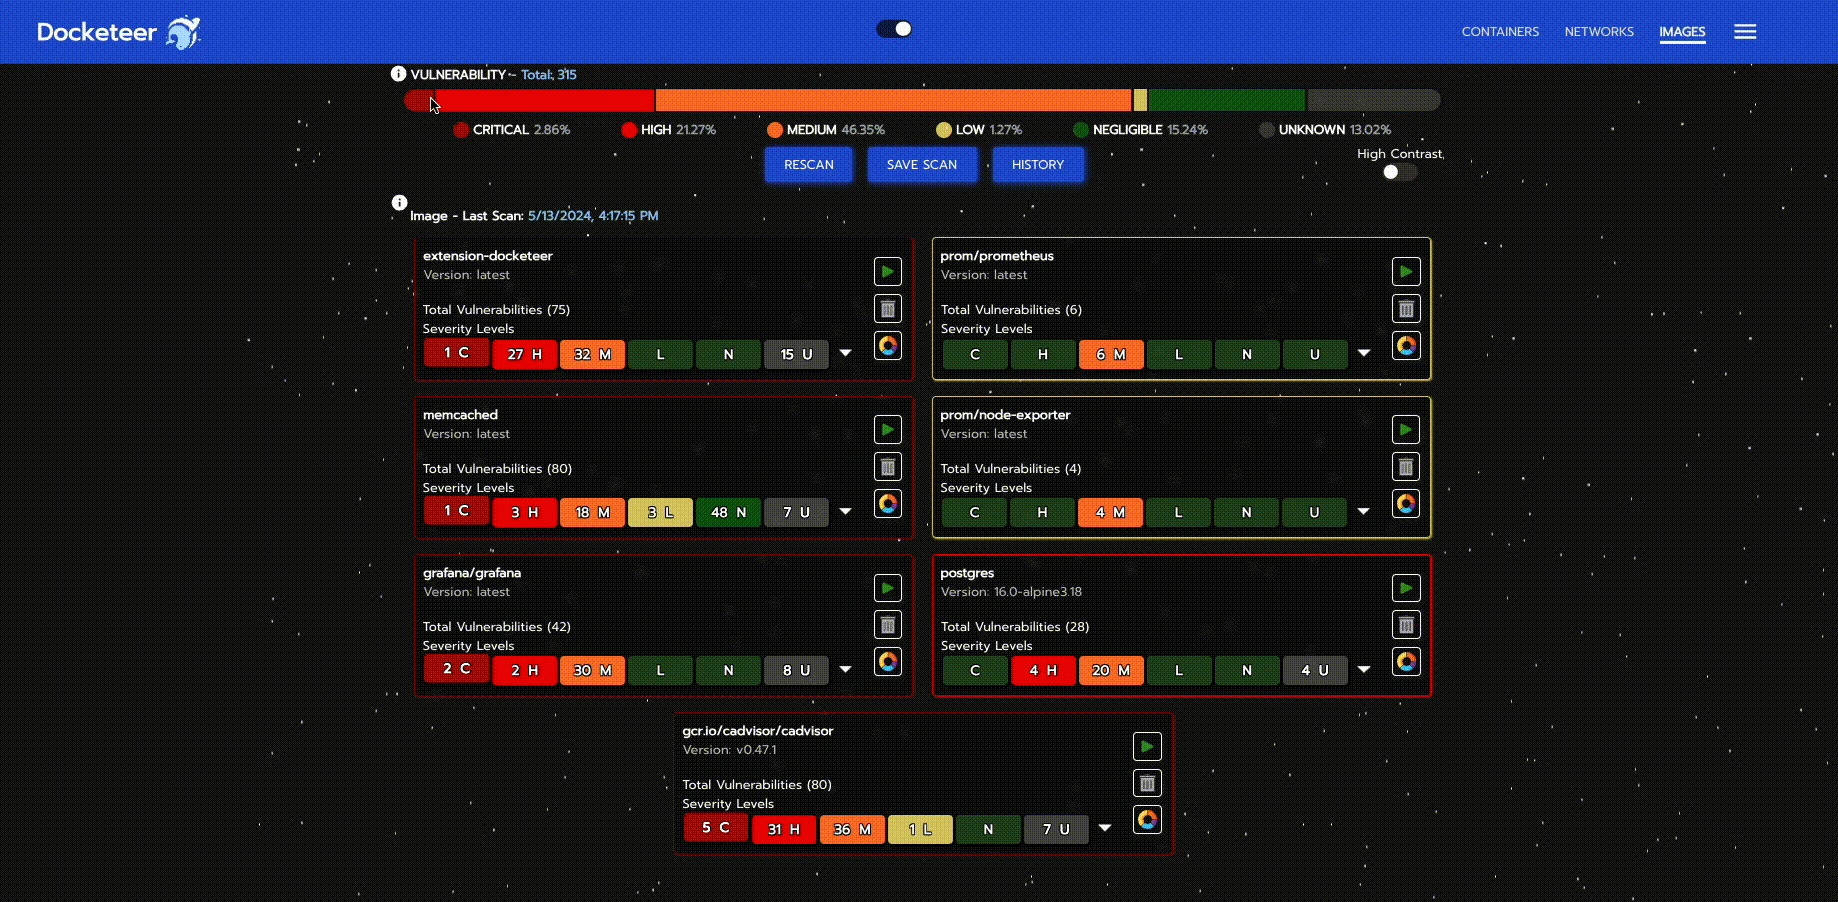 Docketeer
CONTAINERS NETWORKS IMAGES
VULNERABILITY - Total: 315
CRITICAL 2.86% HIGH 21.27% MEDIUM 46.35% LOW 1.27% NEGLIGIBLE 15.24% UNKNOWN 13.02%
RESCAN SAVE SCAN HISTORY
High Contrast
Image - Last Scan: 5/13/2024, 4:17:15 PM
extension-docketeer
Version: latest
Total Vulnerabilities (75)
Severity Levels
1 C 27 H 32 M L N 15 U
prom/prometheus
Version: latest
Total Vulnerabilities (6)
Severity Levels
C H 6 M L N U
memcached
Version: latest
Total Vulnerabilities (80)
Severity Levels
1 C 3 H 18 M 3 L 48 N 7 U
prom/node-exporter
Version: latest
Total Vulnerabilities (4)
Severity Levels
C H 4 M L N U
grafana/grafana
Version: latest
Total Vulnerabilities (42)
Severity Levels
2 C 2 H 30 M L N 8 U
postgres
Version: 16.0-alpine3.18
Total Vulnerabilities (28)
Severity Levels
C 4 H 20 M L N 4 U
gcr.io/cadvisor/cadvisor
Version: v0.47.1
Total Vulnerabilities (80)
Severity Levels
5 C 31 H 36 M 1 L N 7 U